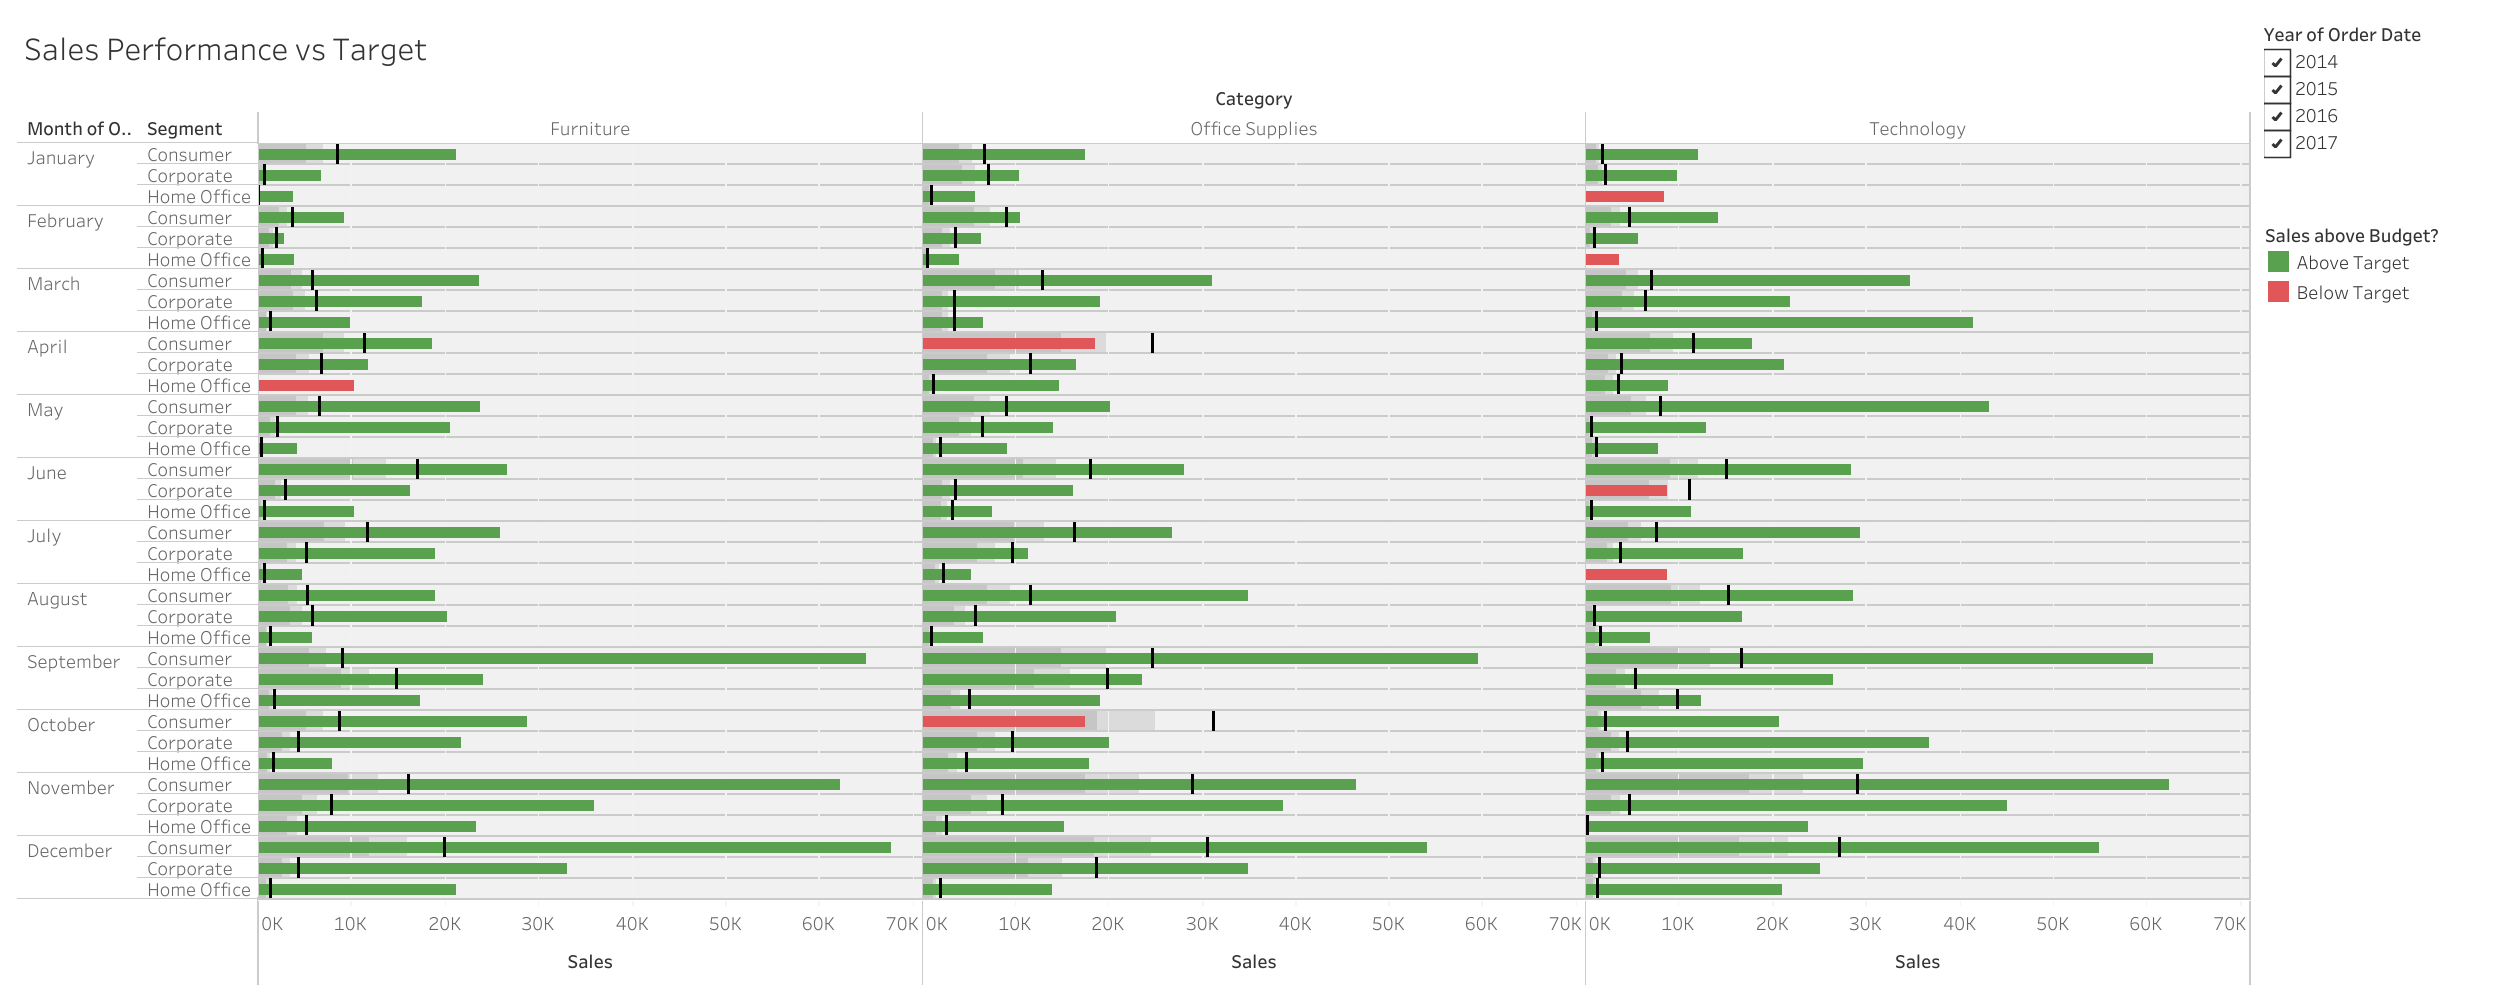 Sales Performance vs Target
Year of Order Date
2014
2015
2016
2017
Sales above Budget?
Above Target
Below Target
Category
Month of O.. Segment Furniture Office Supplies Technology
January Consumer
Corporate
Home Office
February Consumer
Corporate
Home Office
March Consumer
Corporate
Home Office
April Consumer
Corporate
Home Office
May Consumer
Corporate
Home Office
June Consumer
Corporate
Home Office
July Consumer
Corporate
Home Office
August Consumer
Corporate
Home Office
September Consumer
Corporate
Home Office
October Consumer
Corporate
Home Office
November Consumer
Corporate
Home Office
December Consumer
Corporate
Home Office
0K 10K 20K 30K 40K 50K 60K 70K 0K 10K 20K 30K 40K 50K 60K 70K 0K 10K 20K 30K 40K 50K 60K 70K
Sales Sales Sales